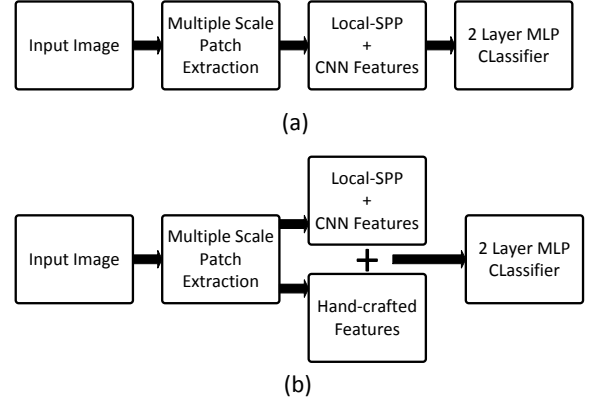 Input Image
Multiple Scale
Patch
Extraction
Local-SPP
+
CNN Features
2 Layer MLP
CLassifier
(a)
Input Image
Multiple Scale
Patch
Extraction
Local-SPP
+
CNN Features
+
Hand-crafted
Features
2 Layer MLP
CLassifier
(b)